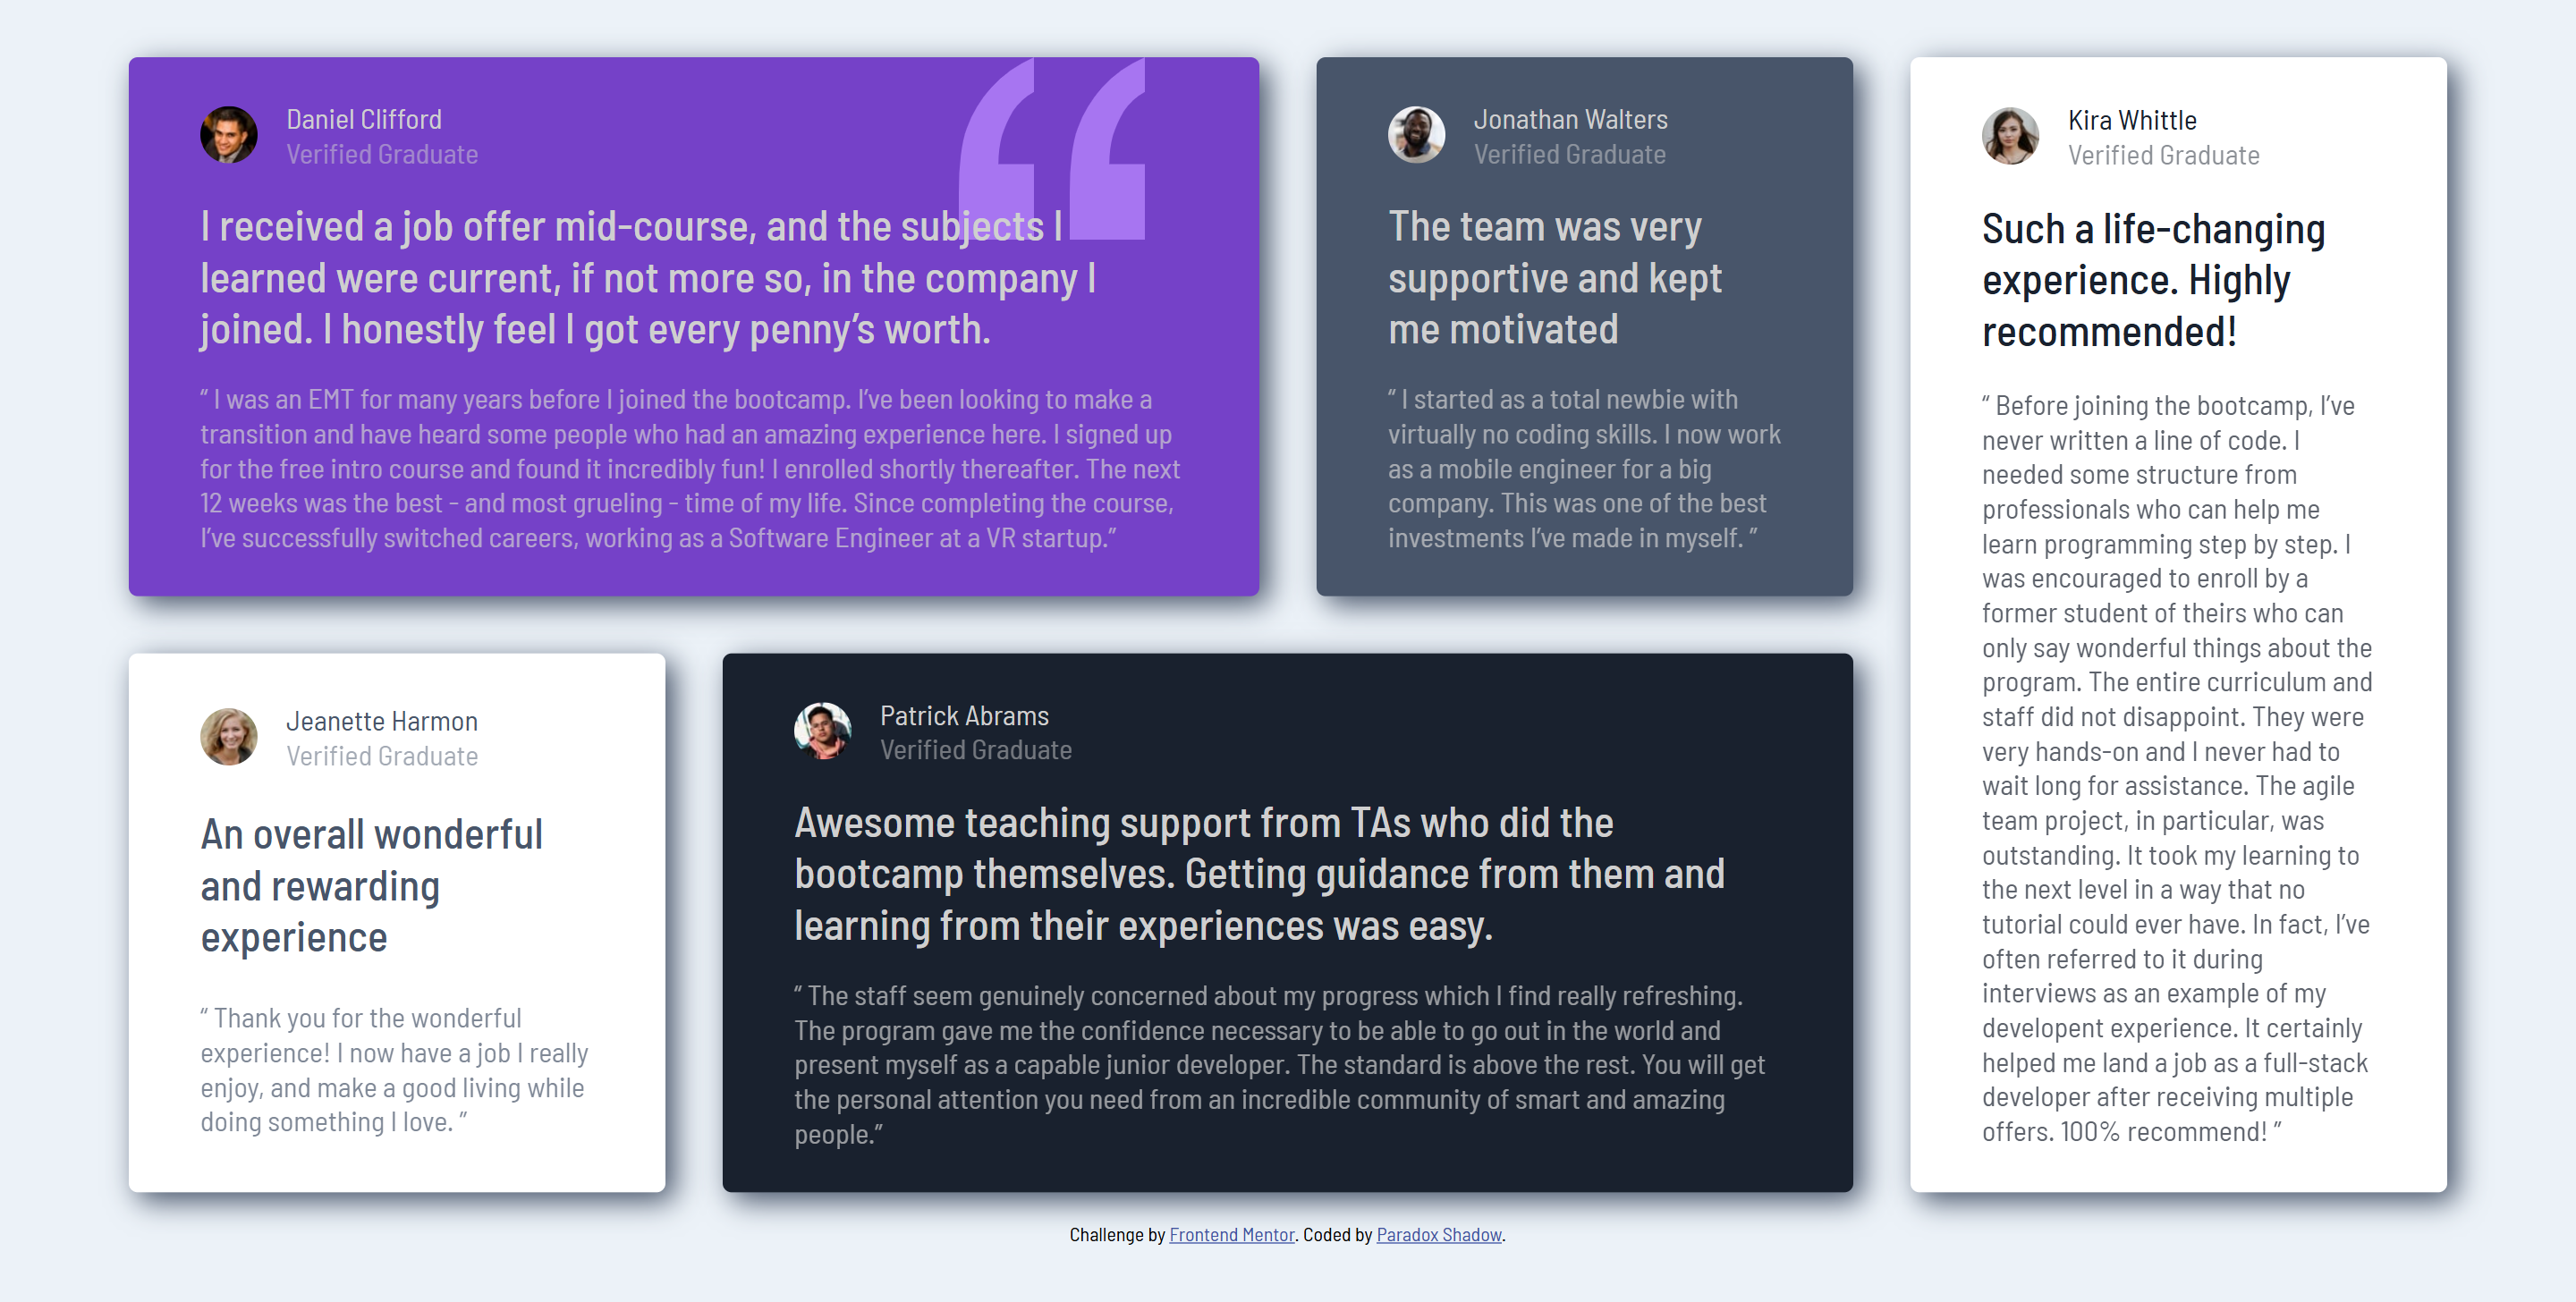 Daniel Clifford
Verified Graduate
I received a job offer mid-course, and the subjects I
learned were current, if not more so, in the company I
joined. I honestly feel I got every penny’s worth.
“ I was an EMT for many years before I joined the bootcamp. I’ve been looking to make a
transition and have heard some people who had an amazing experience here. I signed up
for the free intro course and found it incredibly fun! I enrolled shortly thereafter. The next
12 weeks was the best - and most grueling - time of my life. Since completing the course,
I’ve successfully switched careers, working as a Software Engineer at a VR startup.”
Jonathan Walters
Verified Graduate
The team was very
supportive and kept
me motivated
“ I started as a total newbie with
virtually no coding skills. I now work
as a mobile engineer for a big
company. This was one of the best
investments I’ve made in myself. ”
Kira Whittle
Verified Graduate
Such a life-changing
experience. Highly
recommended!
“ Before joining the bootcamp, I’ve
never written a line of code. I
needed some structure from
professionals who can help me
learn programming step by step. I
was encouraged to enroll by a
former student of theirs who can
only say wonderful things about the
program. The entire curriculum and
staff did not disappoint. They were
very hands-on and I never had to
wait long for assistance. The agile
team project, in particular, was
outstanding. It took my learning to
the next level in a way that no
tutorial could ever have. In fact, I’ve
often referred to it during
interviews as an example of my
developent experience. It certainly
helped me land a job as a full-stack
developer after receiving multiple
offers. 100% recommend! ”
Jeanette Harmon
Verified Graduate
An overall wonderful
and rewarding
experience
“ Thank you for the wonderful
experience! I now have a job I really
enjoy, and make a good living while
doing something I love. ”
Patrick Abrams
Verified Graduate
Awesome teaching support from TAs who did the
bootcamp themselves. Getting guidance from them and
learning from their experiences was easy.
“ The staff seem genuinely concerned about my progress which I find really refreshing.
The program gave me the confidence necessary to be able to go out in the world and
present myself as a capable junior developer. The standard is above the rest. You will get
the personal attention you need from an incredible community of smart and amazing
people.”
Challenge by Frontend Mentor. Coded by Paradox Shadow.